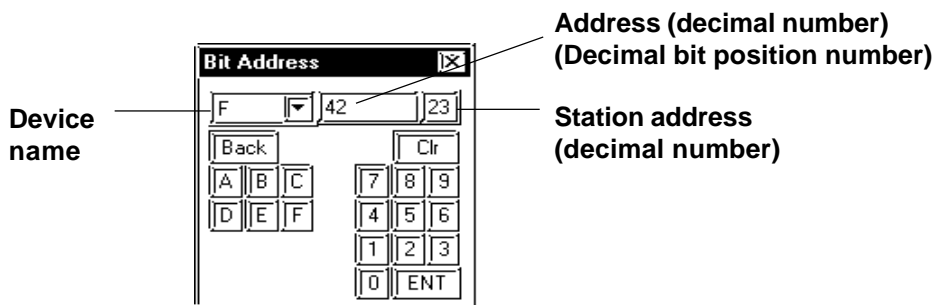 Address (decimal number)
(Decimal bit position number)
Bit Address
Device
name
F 42 23
Station address
(decimal number)
Back Clr
A B C 7 8 9
D E F 4 5 6
1 2 3
0 ENT